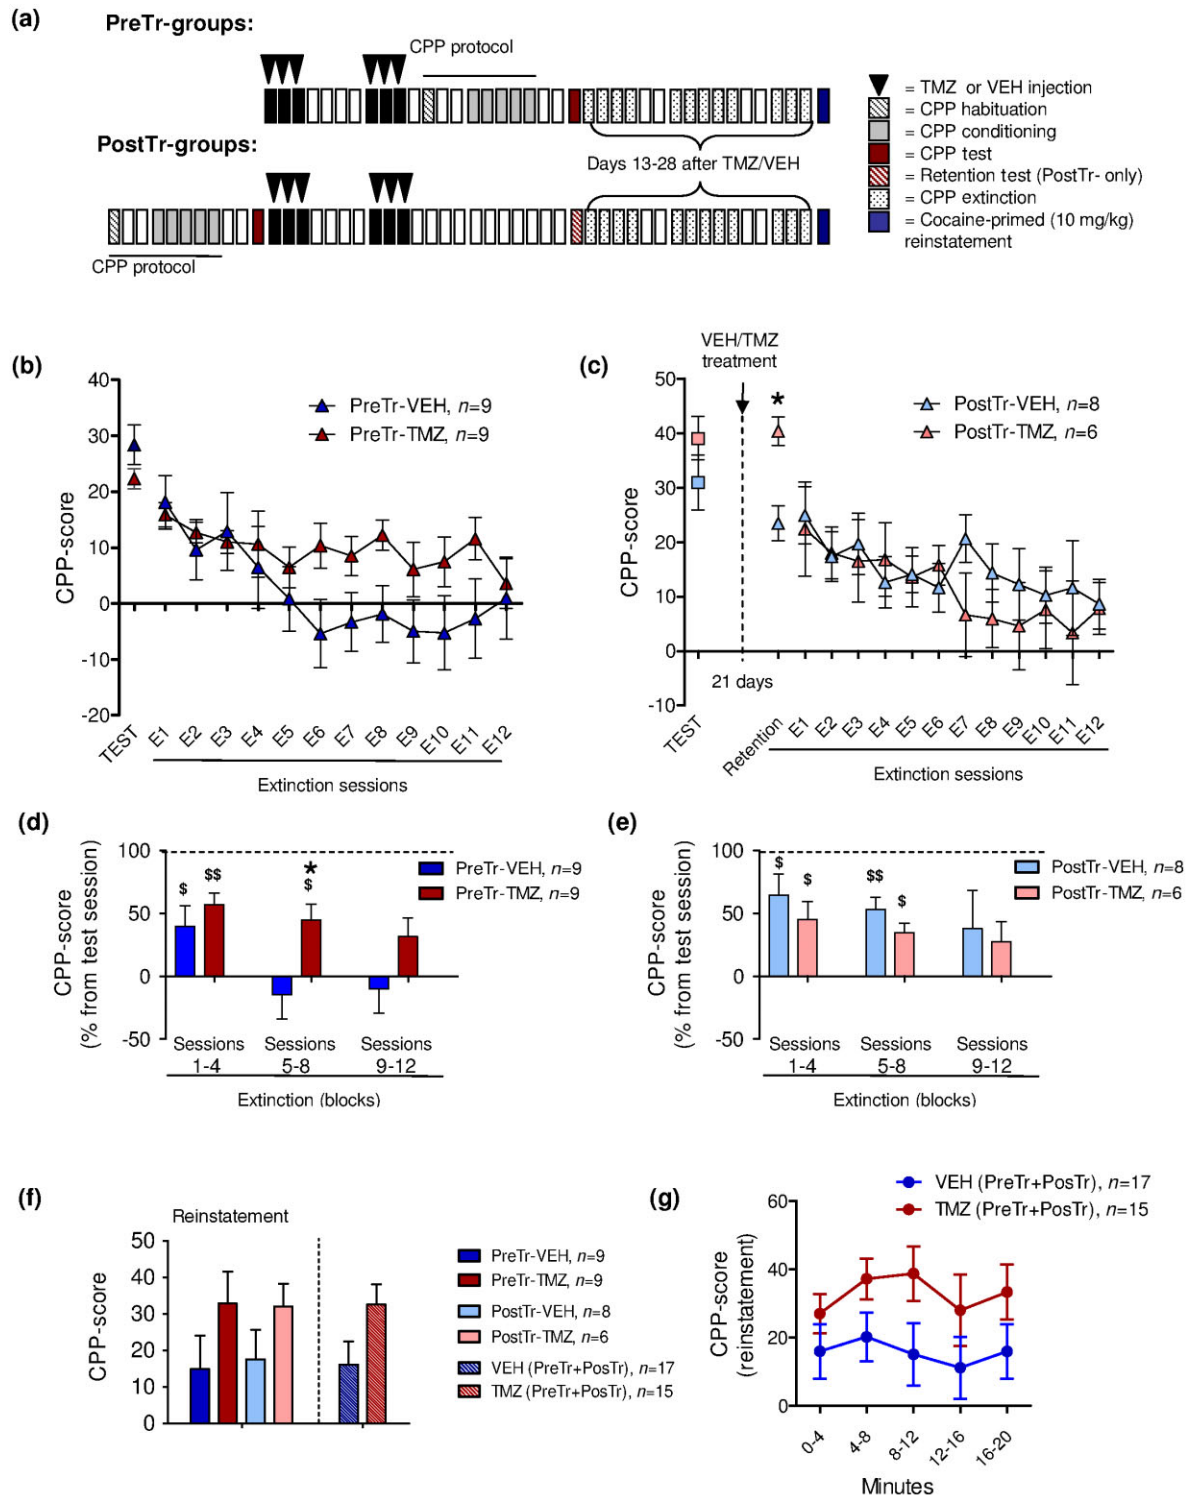 (a)
PreTr-groups:
CPP protocol
PostTr-groups:
Days 13-28 after TMZ/VEH
CPP protocol
= TMZ or VEH injection
= CPP habituation
= CPP conditioning
= CPP test
= Retention test (PostTr- only)
= CPP extinction
= Cocaine-primed (10 mg/kg)
reinstatement
(b)
CPP-score
40
30
20
10
0
-10
-20
PreTr-VEH, n=9
PreTr-TMZ, n=9
TEST
E1
E2
E3
E4
E5
E6
E7
E8
E9
E10
E11
E12
Extinction sessions
(c)
VEH/TMZ
treatment
CPP-score
50
40
30
20
10
0
-10
*
PostTr-VEH, n=8
PostTr-TMZ, n=6
21 days
TEST
Retention
E1
E2
E3
E4
E5
E6
E7
E8
E9
E10
E11
E12
Extinction sessions
(d)
CPP-score
(% from test session)
100
50
0
-50
$
$$
*
$
PreTr-VEH, n=9
PreTr-TMZ, n=9
Sessions Sessions Sessions
1-4 5-8 9-12
Extinction (blocks)
(e)
CPP-score
(% from test session)
100
50
0
-50
$
$
$$
$
PostTr-VEH, n=8
PostTr-TMZ, n=6
Sessions Sessions Sessions
1-4 5-8 9-12
Extinction (blocks)
(f)
Reinstatement
CPP-score
50
40
30
20
10
0
PreTr-VEH, n=9
PreTr-TMZ, n=9
PostTr-VEH, n=8
PostTr-TMZ, n=6
VEH (PreTr+PosTr), n=17
TMZ (PreTr+PosTr), n=15
(g)
VEH (PreTr+PosTr), n=17
TMZ (PreTr+PosTr), n=15
CPP-score
(reinstatement)
60
40
20
0
0-4
4-8
8-12
12-16
16-20
Minutes